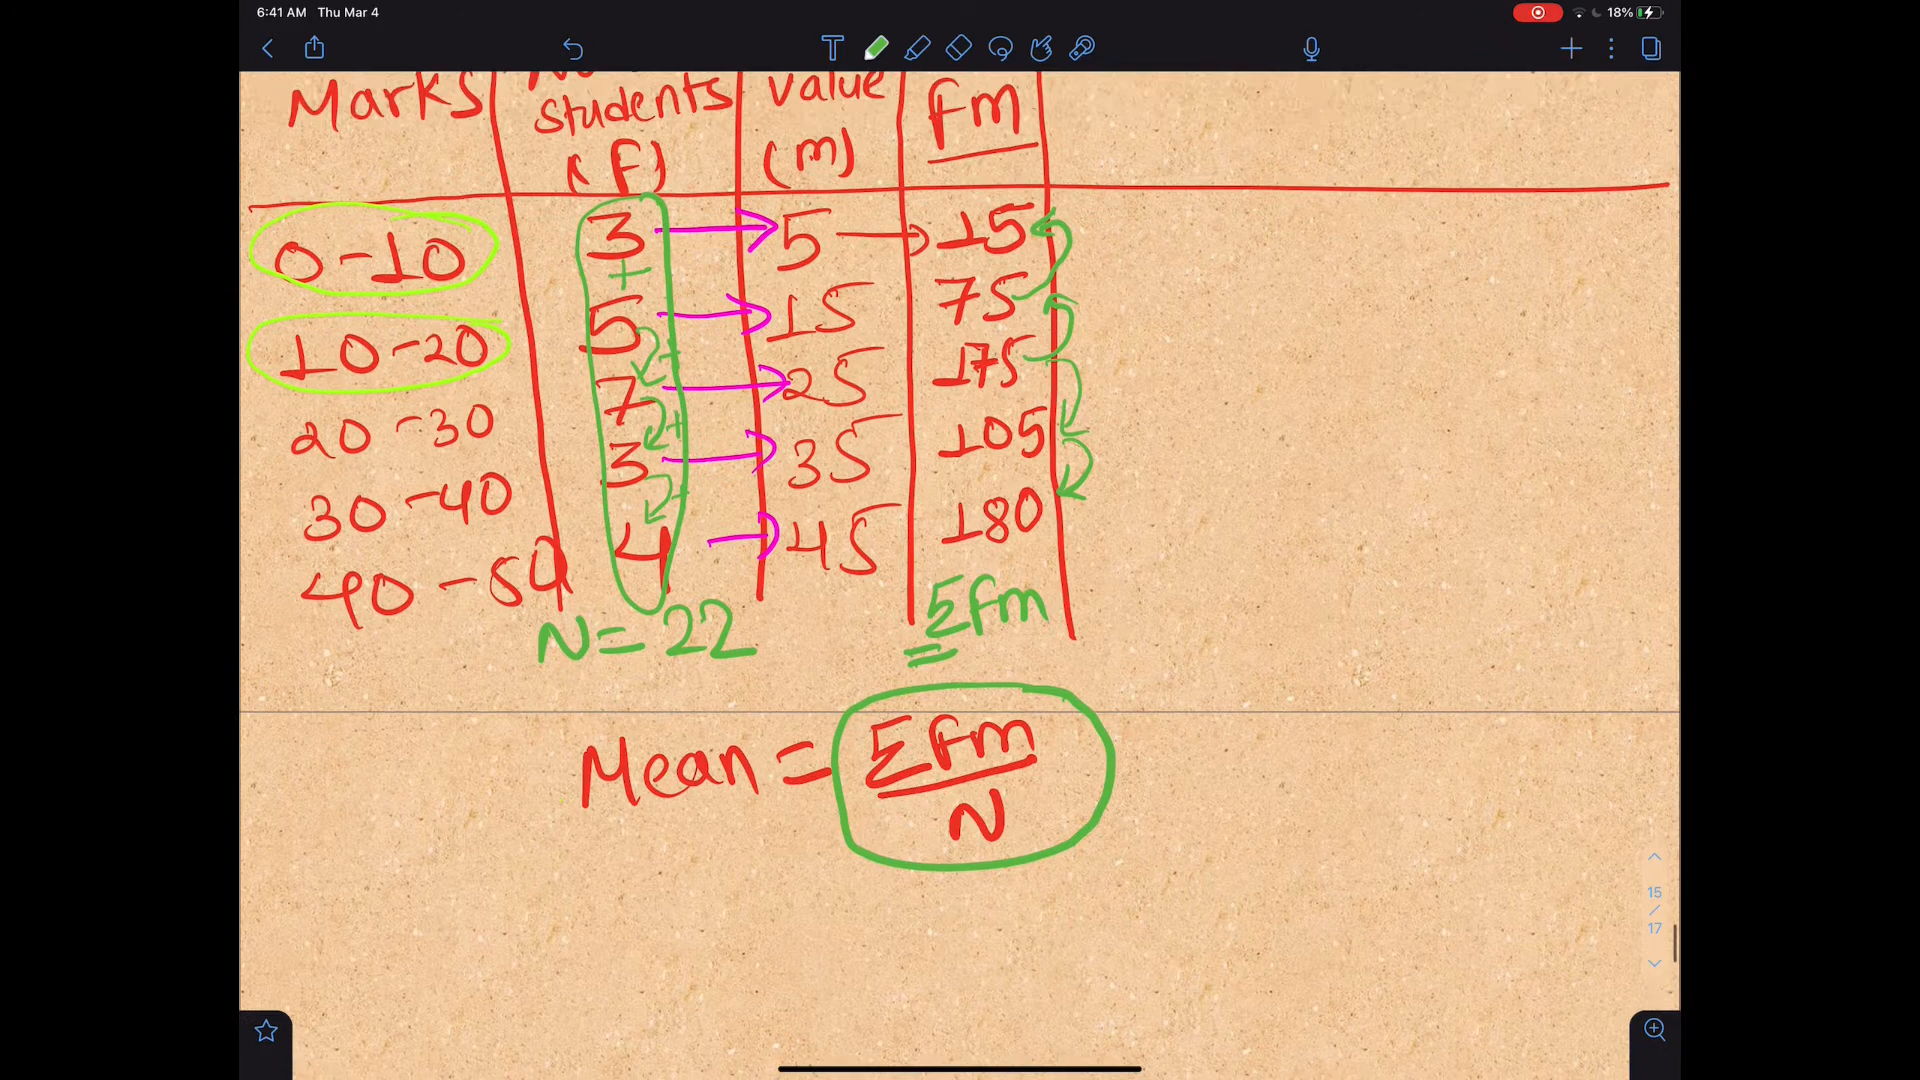 6:41 AM Thu Mar 4
18%
T
Marks students value fm
(F) (m)
0-10 3 5 15
+
10-20 5 15 75
+
20-30 7 25 175
+
30-40 3 35 105
+
40-50 4 45 180
N=22 Σfm
Mean = Σfm
N
15
/
17